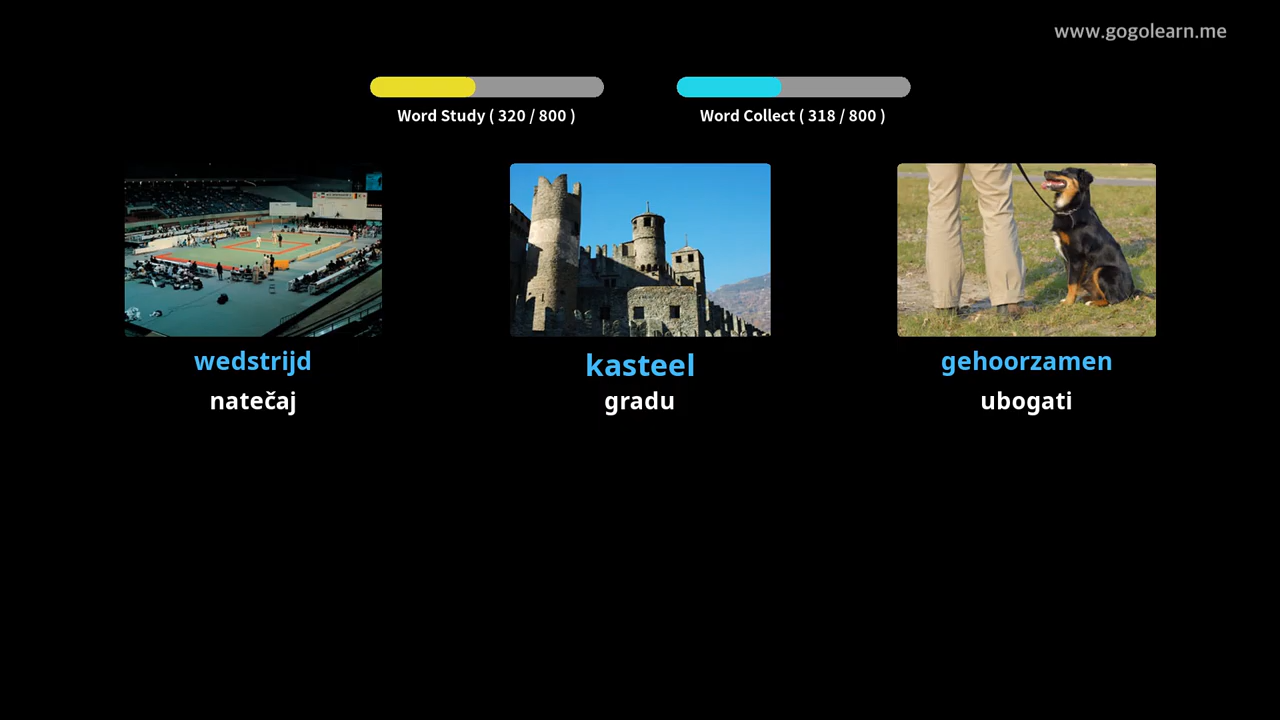 www.gogolearn.me
Word Study ( 320 / 800 )
Word Collect ( 318 / 800 )
wedstrijd
natečaj
kasteel
gradu
gehoorzamen
ubogati